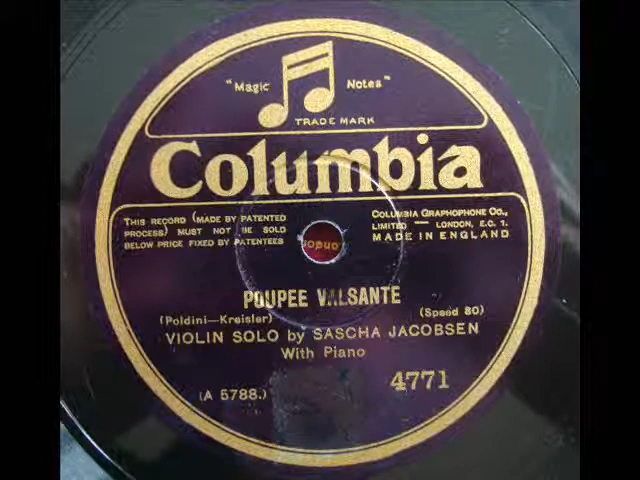 "Magic Notes"
TRADE MARK
Columbia
THIS RECORD (MADE BY PATENTED
PROCESS) MUST NOT BE SOLD
BELOW PRICE FIXED BY PATENTEES
COLUMBIA GRAPHOPHONE CO.,
LIMITED — LONDON, E.C. 1.
MADE IN ENGLAND
POUPEE VALSANTE
(Poldini—Kreisler)
(Speed 80)
VIOLIN SOLO by SASCHA JACOBSEN
With Piano
4771
(A 5788.)